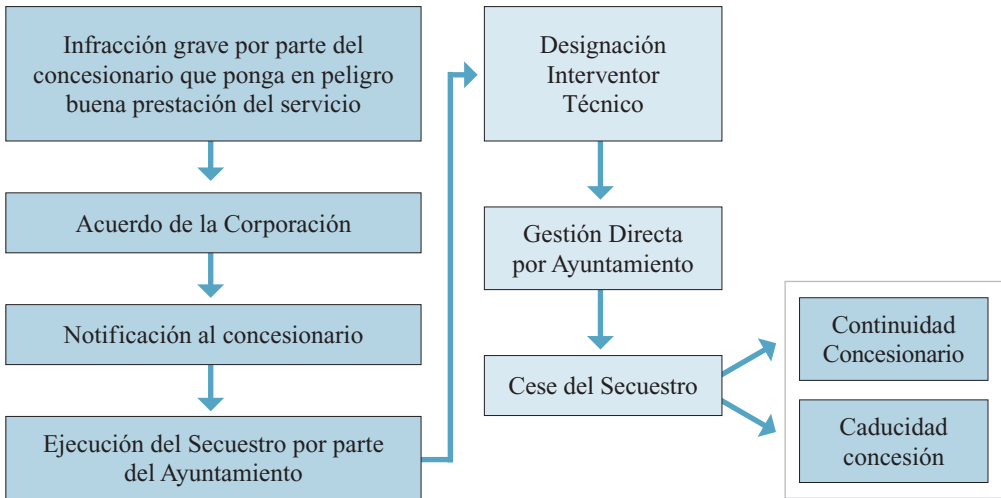 Infracción grave por parte del
concesionario que ponga en peligro
buena prestación del servicio
Acuerdo de la Corporación
Notificación al concesionario
Ejecución del Secuestro por parte
del Ayuntamiento
Designación
Interventor
Técnico
Gestión Directa
por Ayuntamiento
Cese del Secuestro
Continuidad
Concesionario
Caducidad
concesión